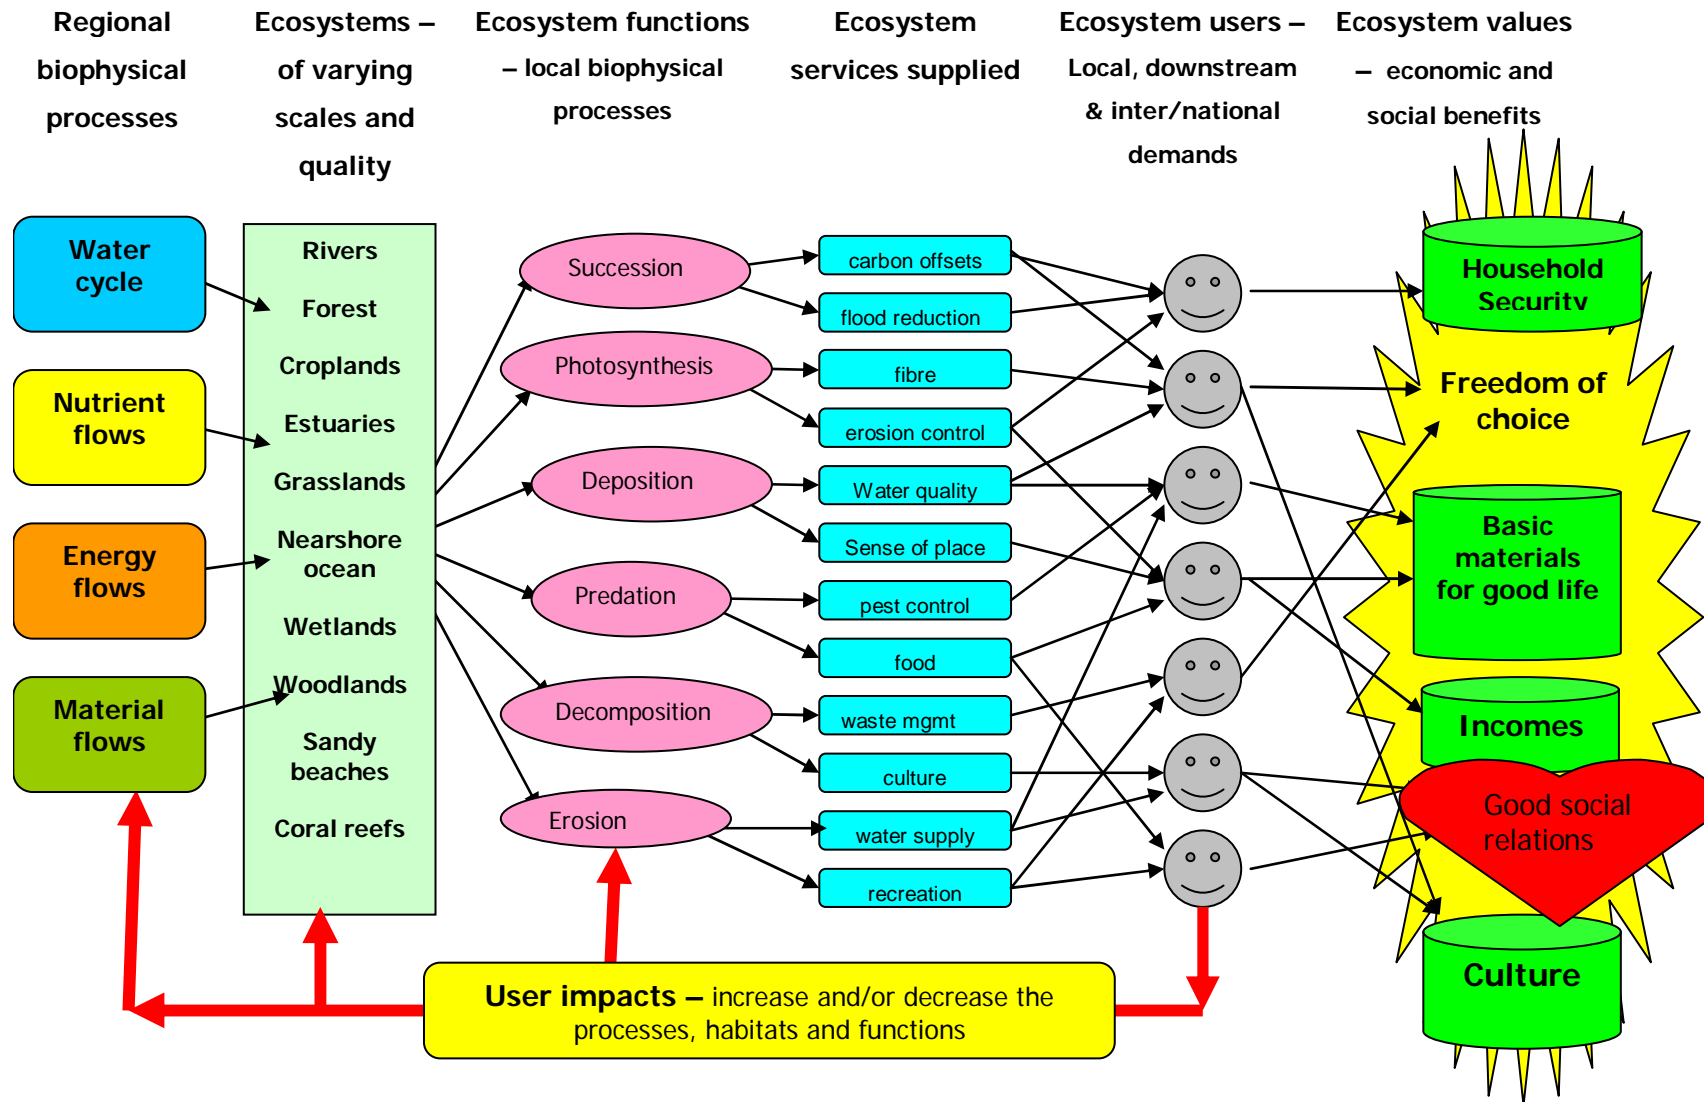 Regional
biophysical
processes
Ecosystems –
of varying
scales and
quality
Ecosystem functions
– local biophysical
processes
Ecosystem
services supplied
Ecosystem users –
Local, downstream
& inter/national
demands
Ecosystem values
– economic and
social benefits
Water
cycle
Nutrient
flows
Energy
flows
Material
flows
Rivers
Forest
Croplands
Estuaries
Grasslands
Nearshore
ocean
Wetlands
Woodlands
Sandy
beaches
Coral reefs
Succession
Photosynthesis
Deposition
Predation
Decomposition
Erosion
carbon offsets
flood reduction
fibre
erosion control
Water quality
Sense of place
pest control
food
waste mgmt
culture
water supply
recreation
Household
Security
Freedom of
choice
Basic
materials
for good life
Incomes
Good social
relations
Culture
User impacts – increase and/or decrease the
processes, habitats and functions